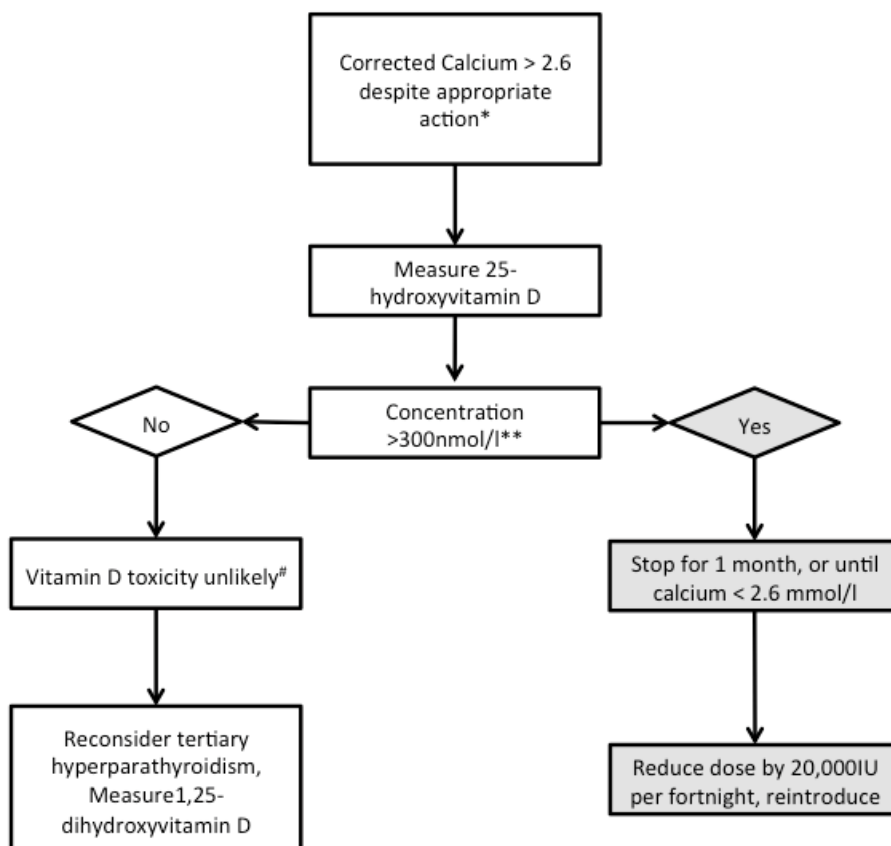 Corrected Calcium > 2.6
despite appropriate
action*
Measure 25-
hydroxyvitamin D
Concentration
>300nmol/l**
No
Yes
Vitamin D toxicity unlikely#
Stop for 1 month, or until
calcium < 2.6 mmol/l
Reconsider tertiary
hyperparathyroidism,
Measure1,25-
dihydroxyvitamin D
Reduce dose by 20,000IU
per fortnight, reintroduce